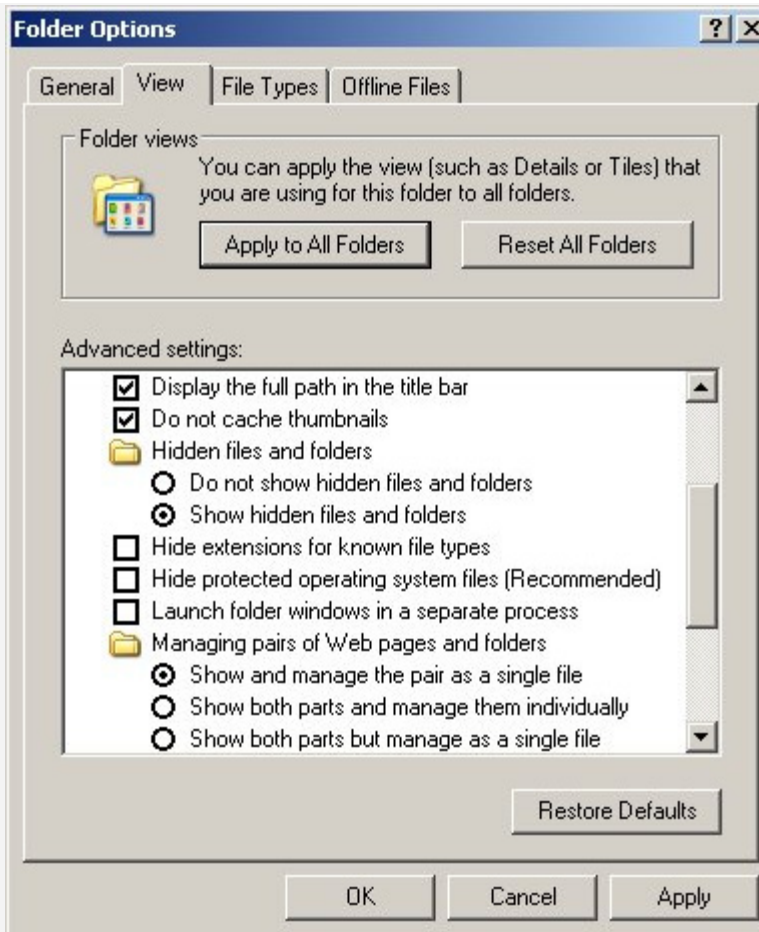 Folder Options
General View File Types Offline Files
Folder views
You can apply the view (such as Details or Tiles) that
you are using for this folder to all folders.
Apply to All Folders Reset All Folders
Advanced settings:
Display the full path in the title bar
Do not cache thumbnails
Hidden files and folders
Do not show hidden files and folders
Show hidden files and folders
Hide extensions for known file types
Hide protected operating system files (Recommended)
Launch folder windows in a separate process
Managing pairs of Web pages and folders
Show and manage the pair as a single file
Show both parts and manage them individually
Show both parts but manage as a single file
Restore Defaults
OK Cancel Apply